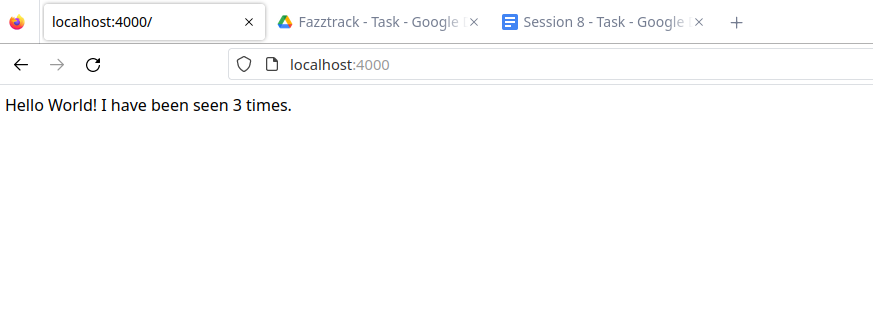 localhost:4000/
Fazztrack - Task - Google
Session 8 - Task - Google
localhost:4000
Hello World! I have been seen 3 times.